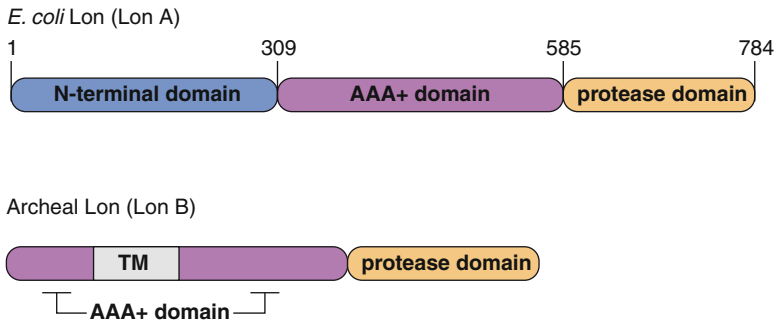 E. coli Lon (Lon A)
1 309 585 784
N-terminal domain AAA+ domain protease domain
Archeal Lon (Lon B)
TM protease domain
AAA+ domain